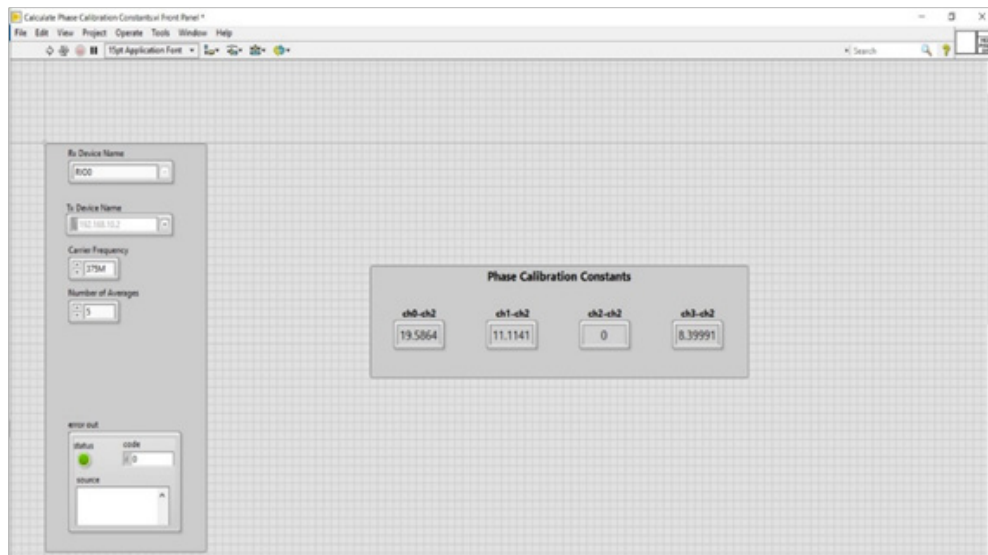 Calculate Phase Calibration Constants.vi Front Panel *
File Edit View Project Operate Tools Window Help
15pt Application Font
Search
Rx Device Name
RIO0
Tx Device Name
192.168.10.2
Carrier Frequency
375M
Number of Averages
5
Phase Calibration Constants
ch0-ch2 ch1-ch2 ch2-ch2 ch3-ch2
19.5864 11.1141 0 8.39991
error out
status code
0
source